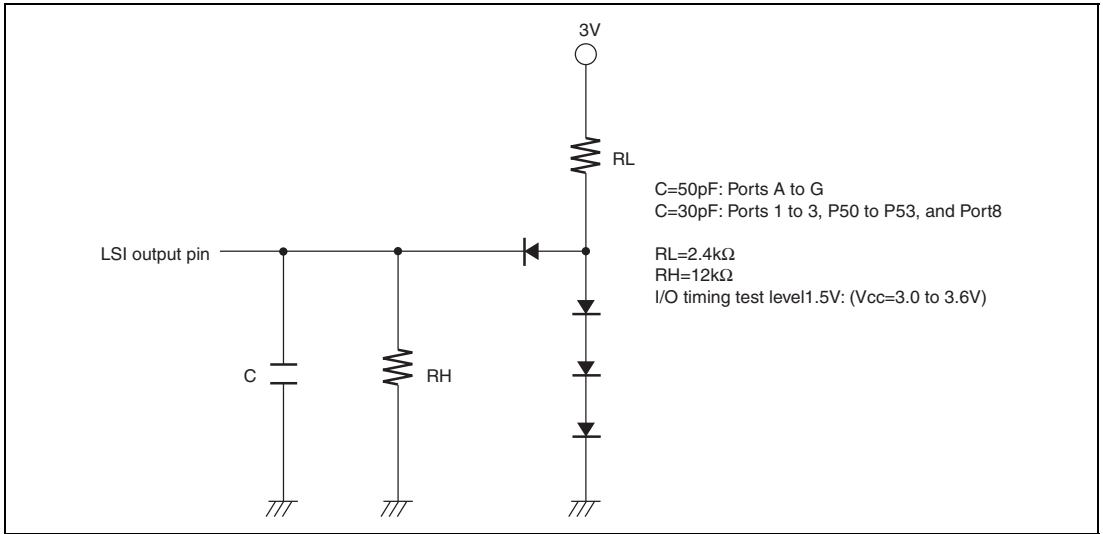 3V
RL
C=50pF: Ports A to G
C=30pF: Ports 1 to 3, P50 to P53, and Port8
LSI output pin
RL=2.4kΩ
RH=12kΩ
I/O timing test level1.5V: (Vcc=3.0 to 3.6V)
C
RH